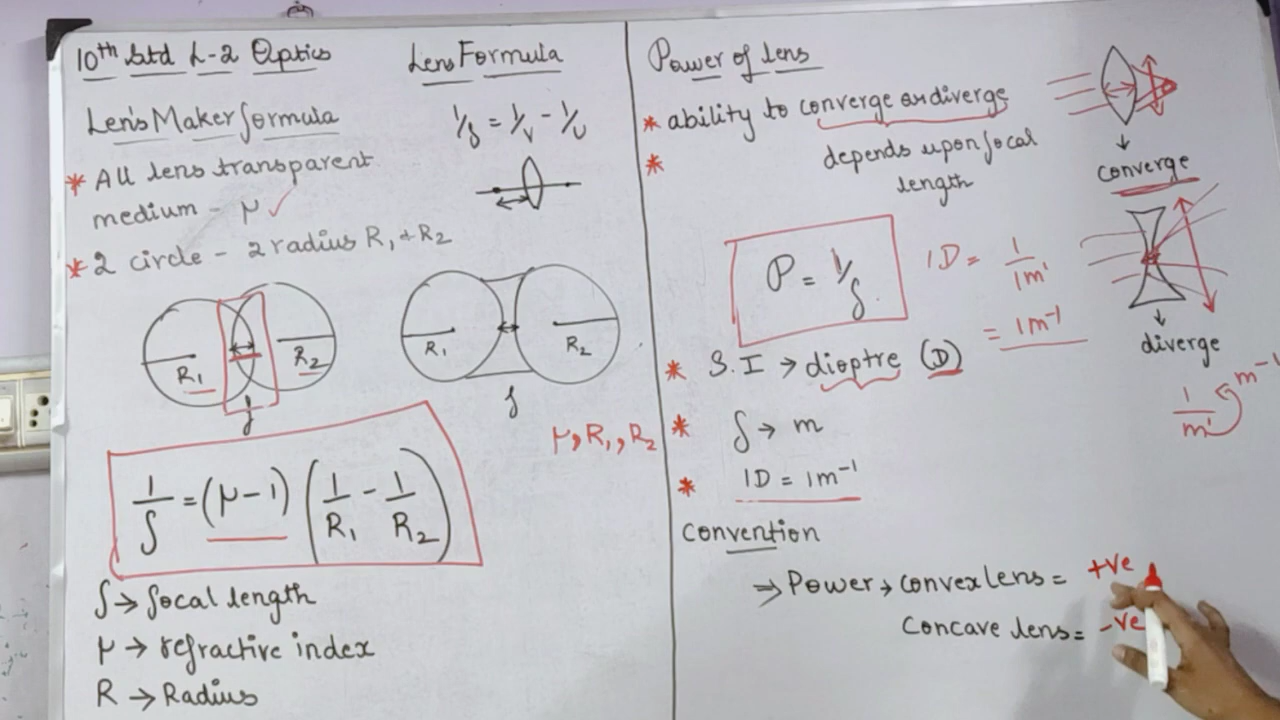 10th Std L-2 Optics
Lens Formula
Len's Maker formula
1/f = 1/v - 1/u
* All lens transparent
medium - μ ✓
* 2 circle - 2 radius R1 + R2
R1
R2
f
R1
R2
f
1/f = (μ-1) (1/R1 - 1/R2)
μ, R1, R2
f → focal length
μ → refractive index
R → Radius
Power of lens
* ability to converge or diverge
*
depends upon focal
length
converge
P = 1/f
1D = 1/1m
= 1m⁻¹
diverge
* S.I → dioptre (D)
1/m m⁻¹
* f → m
* 1D = 1m⁻¹
Convention
⇒ Power → convex lens = +ve
Concave lens = -ve